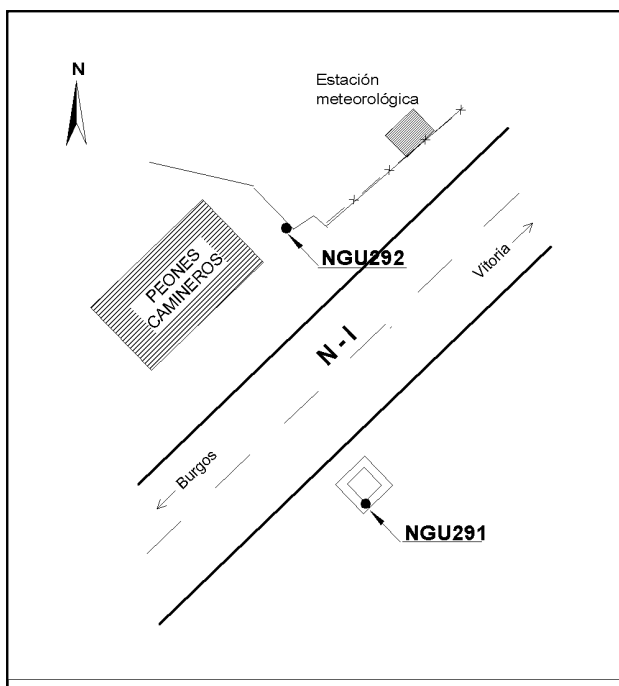 N
Estación
meteorológica
NGU292
PEONES
CAMINEROS
Vitoria
N - I
Burgos
NGU291